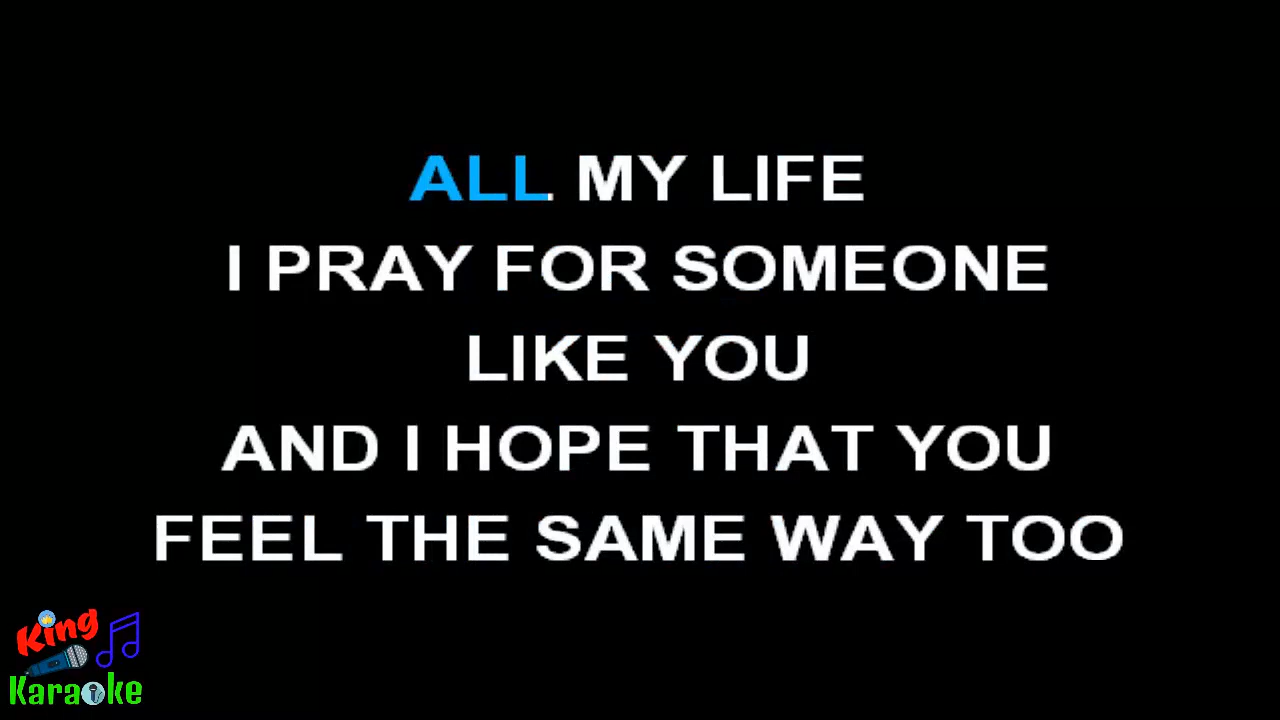 ALL MY LIFE
I PRAY FOR SOMEONE
LIKE YOU
AND I HOPE THAT YOU
FEEL THE SAME WAY TOO
King
Karaoke